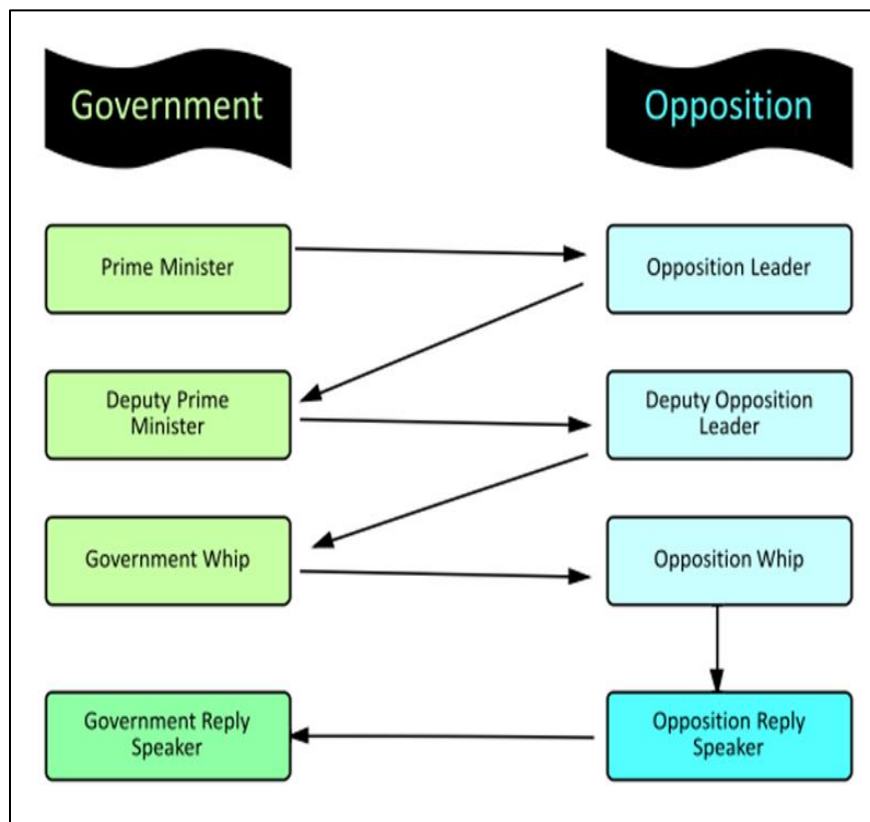 Government
Opposition
Prime Minister
Opposition Leader
Deputy Prime
Minister
Deputy Opposition
Leader
Government Whip
Opposition Whip
Government Reply
Speaker
Opposition Reply
Speaker